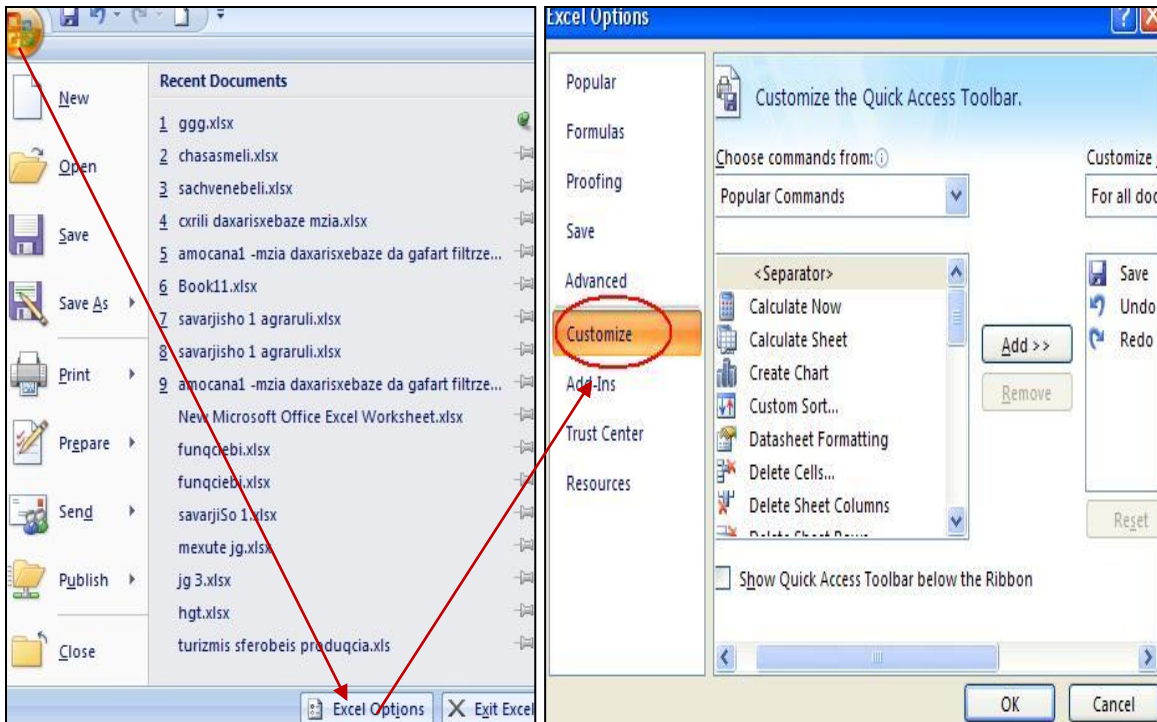 New
Open
Save
Save As
Print
Prepare
Send
Publish
Close
Recent Documents
1 ggg.xlsx
2 chasasmeli.xlsx
3 sachvenebeli.xlsx
4 cxrili daxarisxebaze mzia.xlsx
5 amocana1 -mzia daxarisxebaze da gafart filtrze...
6 Book11.xlsx
7 savarjisho 1 agraruli.xlsx
8 savarjisho 1 agraruli.xlsx
9 amocana1 -mzia daxarisxebaze da gafart filtrze...
New Microsoft Office Excel Worksheet.xlsx
funqciebi.xlsx
funqciebi.xlsx
savarjiSo 1.xlsx
mexute jg.xlsx
jg 3.xlsx
hgt.xlsx
turizmis sferobeis produqcia.xls
Excel Options
Exit Excel
Excel Options
Popular
Formulas
Proofing
Save
Advanced
Customize
Add-Ins
Trust Center
Resources
Customize the Quick Access Toolbar.
Choose commands from:
Popular Commands
<Separator>
Calculate Now
Calculate Sheet
Create Chart
Custom Sort...
Datasheet Formatting
Delete Cells...
Delete Sheet Columns
Delete Sheet Rows
Add >>
Remove
Customize
For all doc
Save
Undo
Redo
Reset
Show Quick Access Toolbar below the Ribbon
OK
Cancel